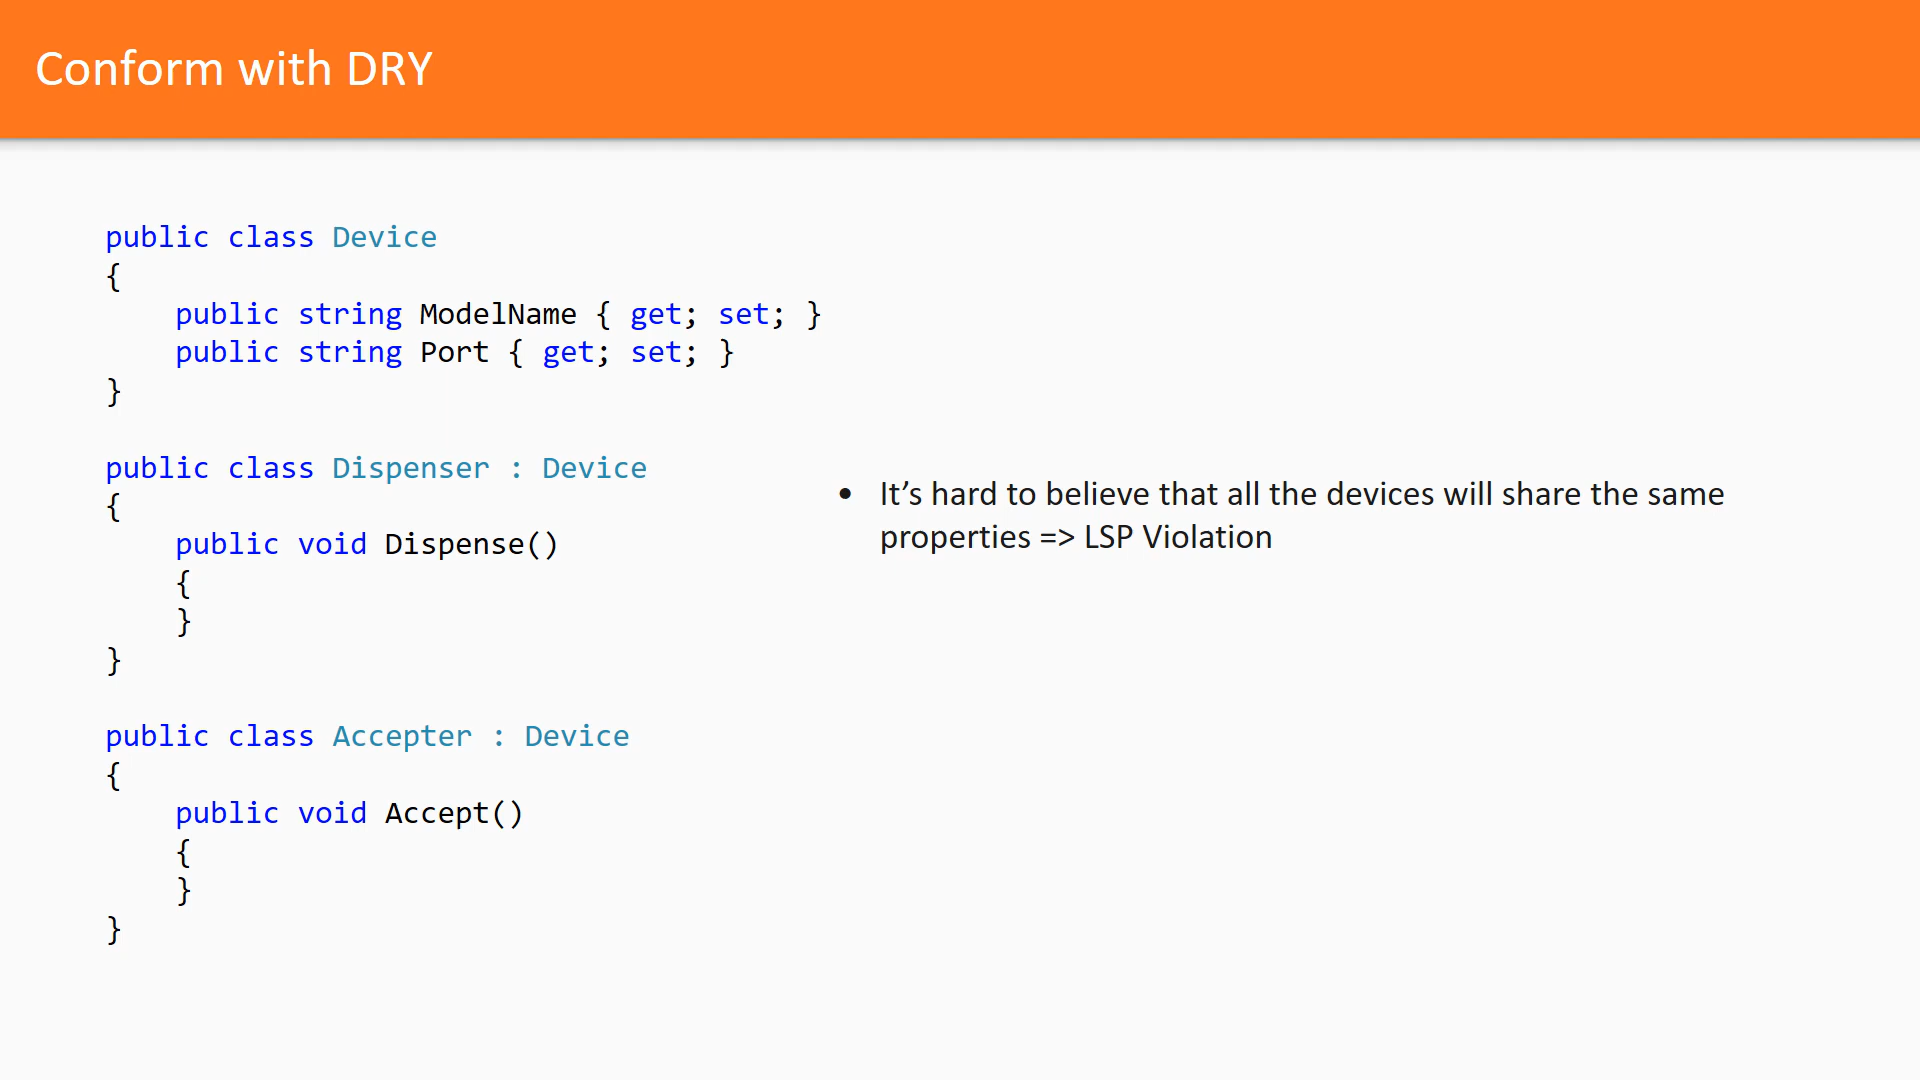 Conform with DRY
public class Device
{
    public string ModelName { get; set; }
    public string Port { get; set; }
}
public class Dispenser : Device
{
    public void Dispense()
    {
    }
}
public class Accepter : Device
{
    public void Accept()
    {
    }
}
• It’s hard to believe that all the devices will share the same
properties => LSP Violation